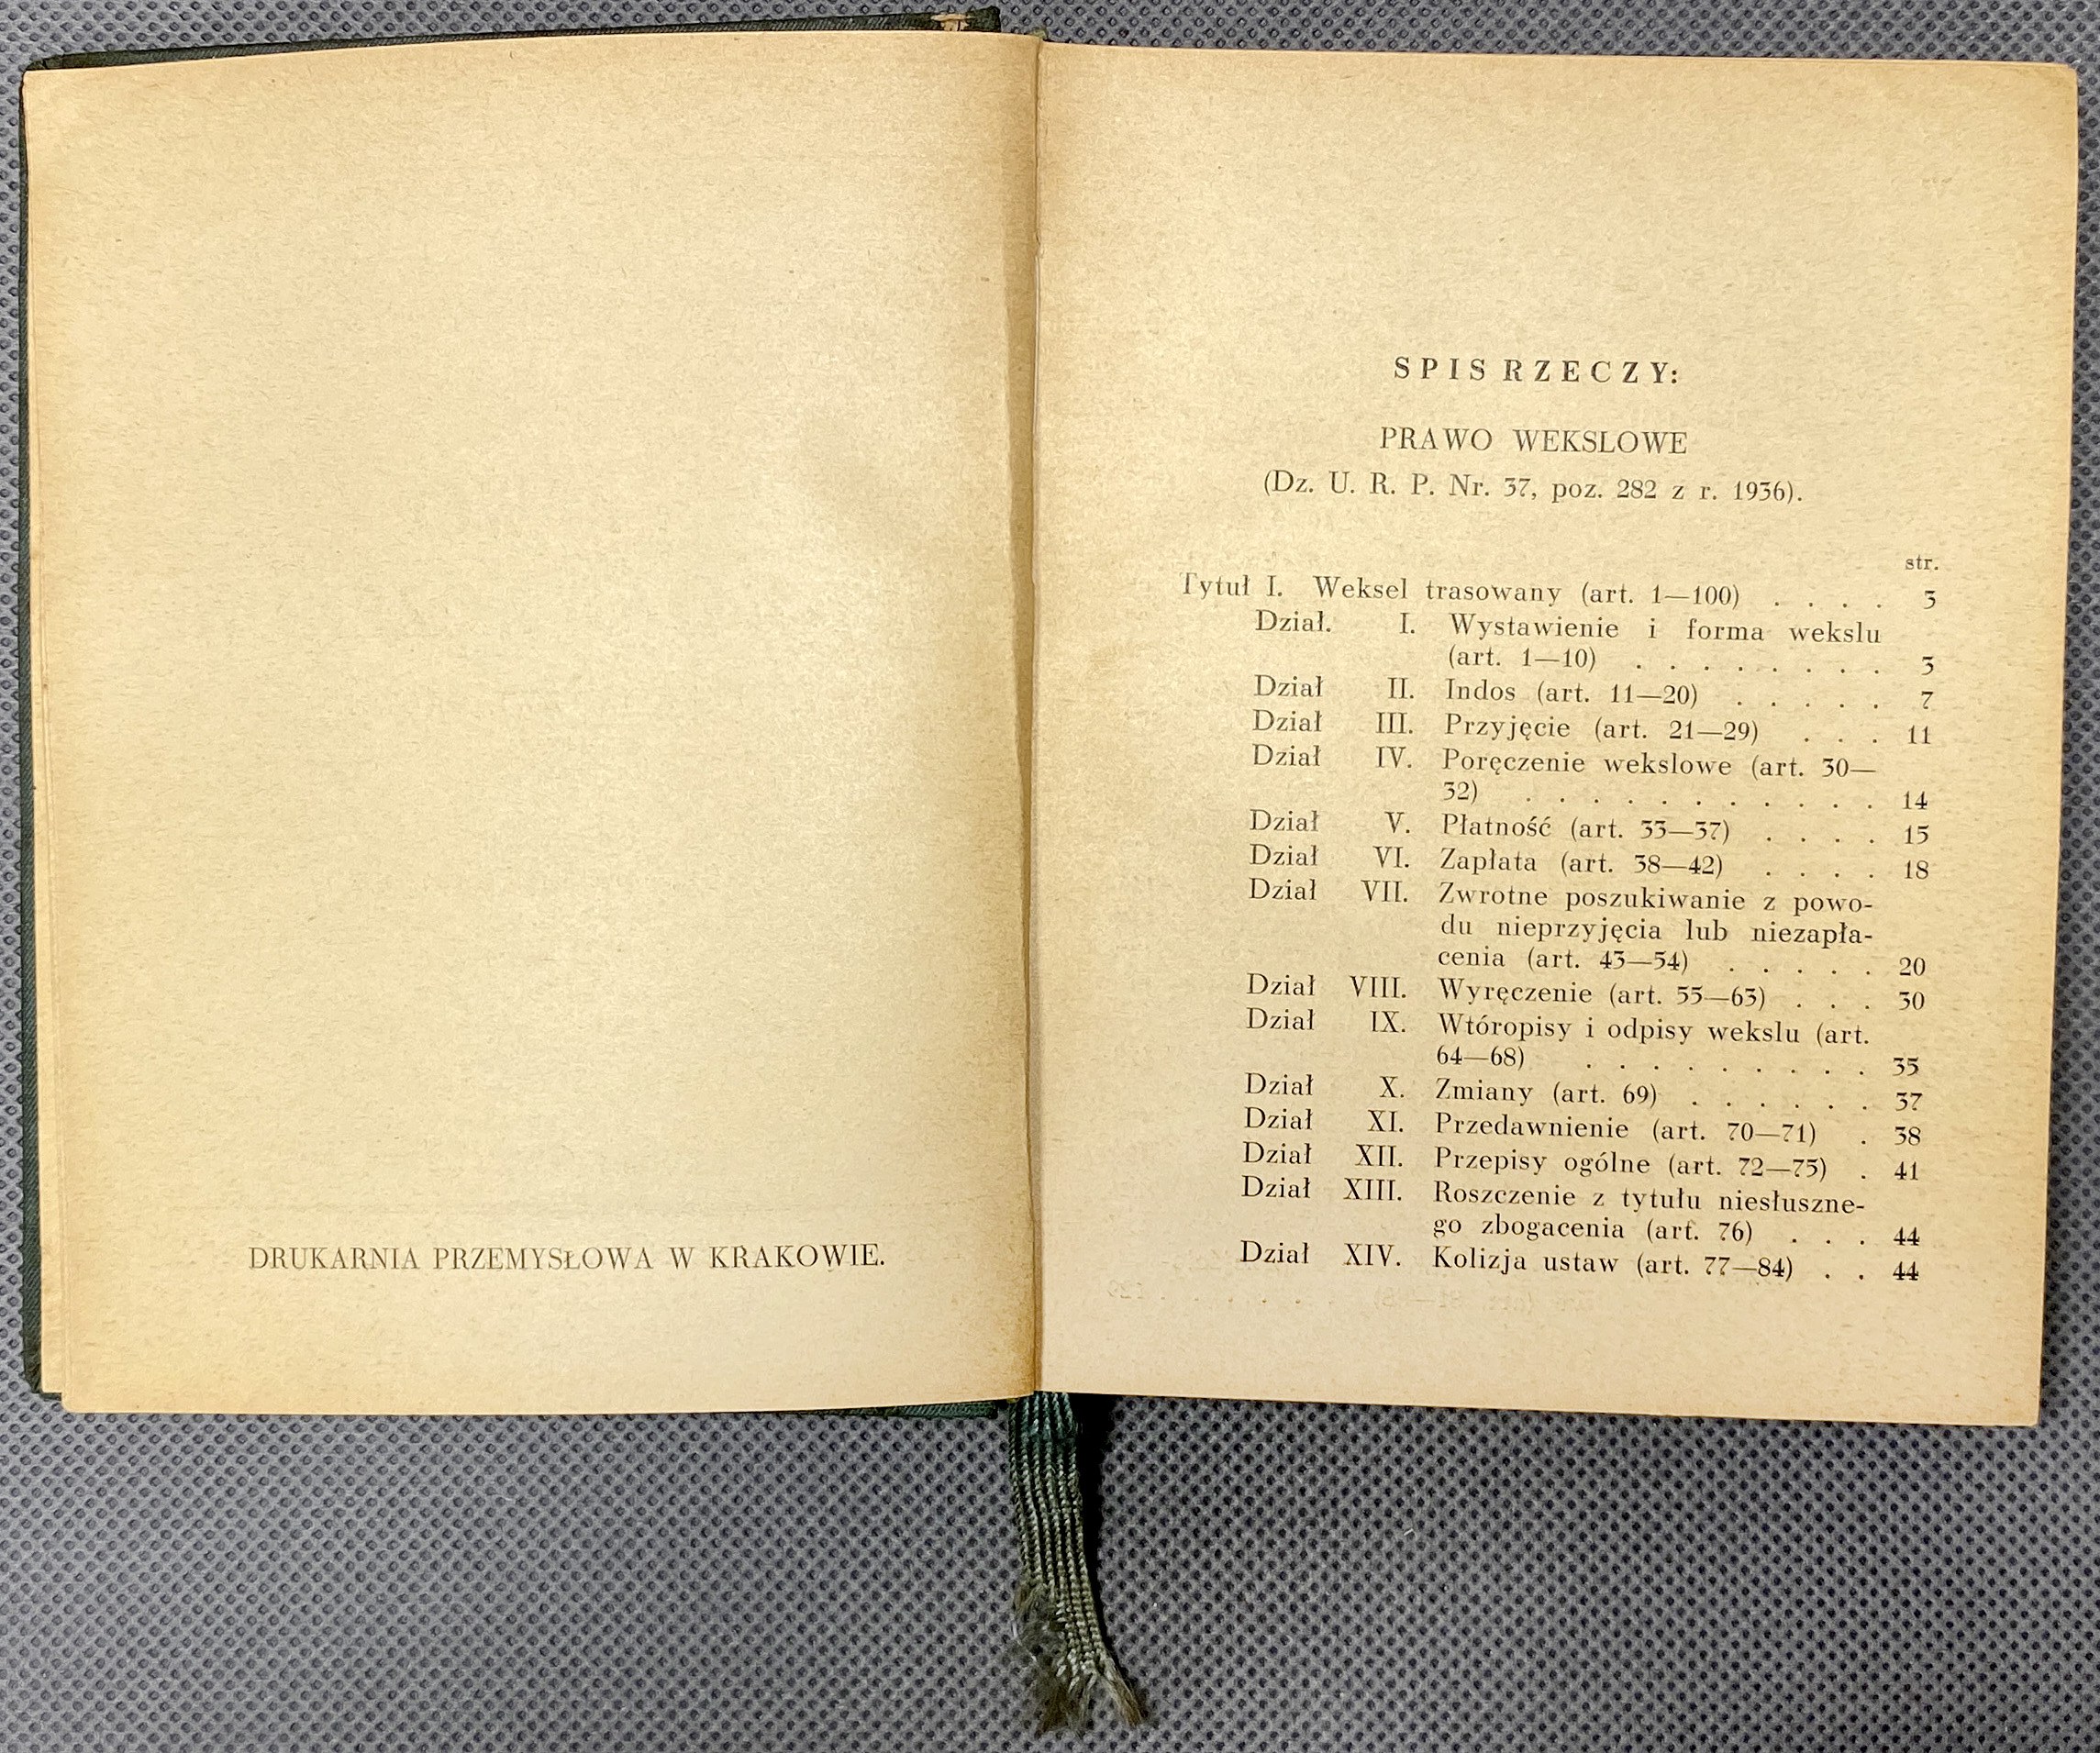 DRUKARNIA PRZEMYSŁOWA W KRAKOWIE.
SPIS RZECZY:
PRAWO WEKSLOWE
(Dz. U. R. P. Nr. 37, poz. 282 z r. 1936).
str.
Tytuł I. Weksel trasowany (art. 1—100) . . . . 3
Dział. I. Wystawienie i forma wekslu
(art. 1—10) . . . . . . . . 3
Dział II. Indos (art. 11—20) . . . . . 7
Dział III. Przyjęcie (art. 21—29) . . . 11
Dział IV. Poręczenie wekslowe (art. 30—
32) . . . . . . . . . . . 14
Dział V. Płatność (art. 33—37) . . . . 15
Dział VI. Zapłata (art. 38—42) . . . . 18
Dział VII. Zwrotne poszukiwanie z powo-
du nieprzyjęcia lub niezapła-
cenia (art. 43—54) . . . . . 20
Dział VIII. Wyręczenie (art. 55—63) . . . 30
Dział IX. Wtóropisy i odpisy wekslu (art.
64—68) . . . . . . . . . 35
Dział X. Zmiany (art. 69) . . . . . . 37
Dział XI. Przedawnienie (art. 70—71) . 38
Dział XII. Przepisy ogólne (art. 72—75) . 41
Dział XIII. Roszczenie z tytułu niesłuszne-
go zbogacenia (art. 76) . . . 44
Dział XIV. Kolizja ustaw (art. 77—84) . . 44